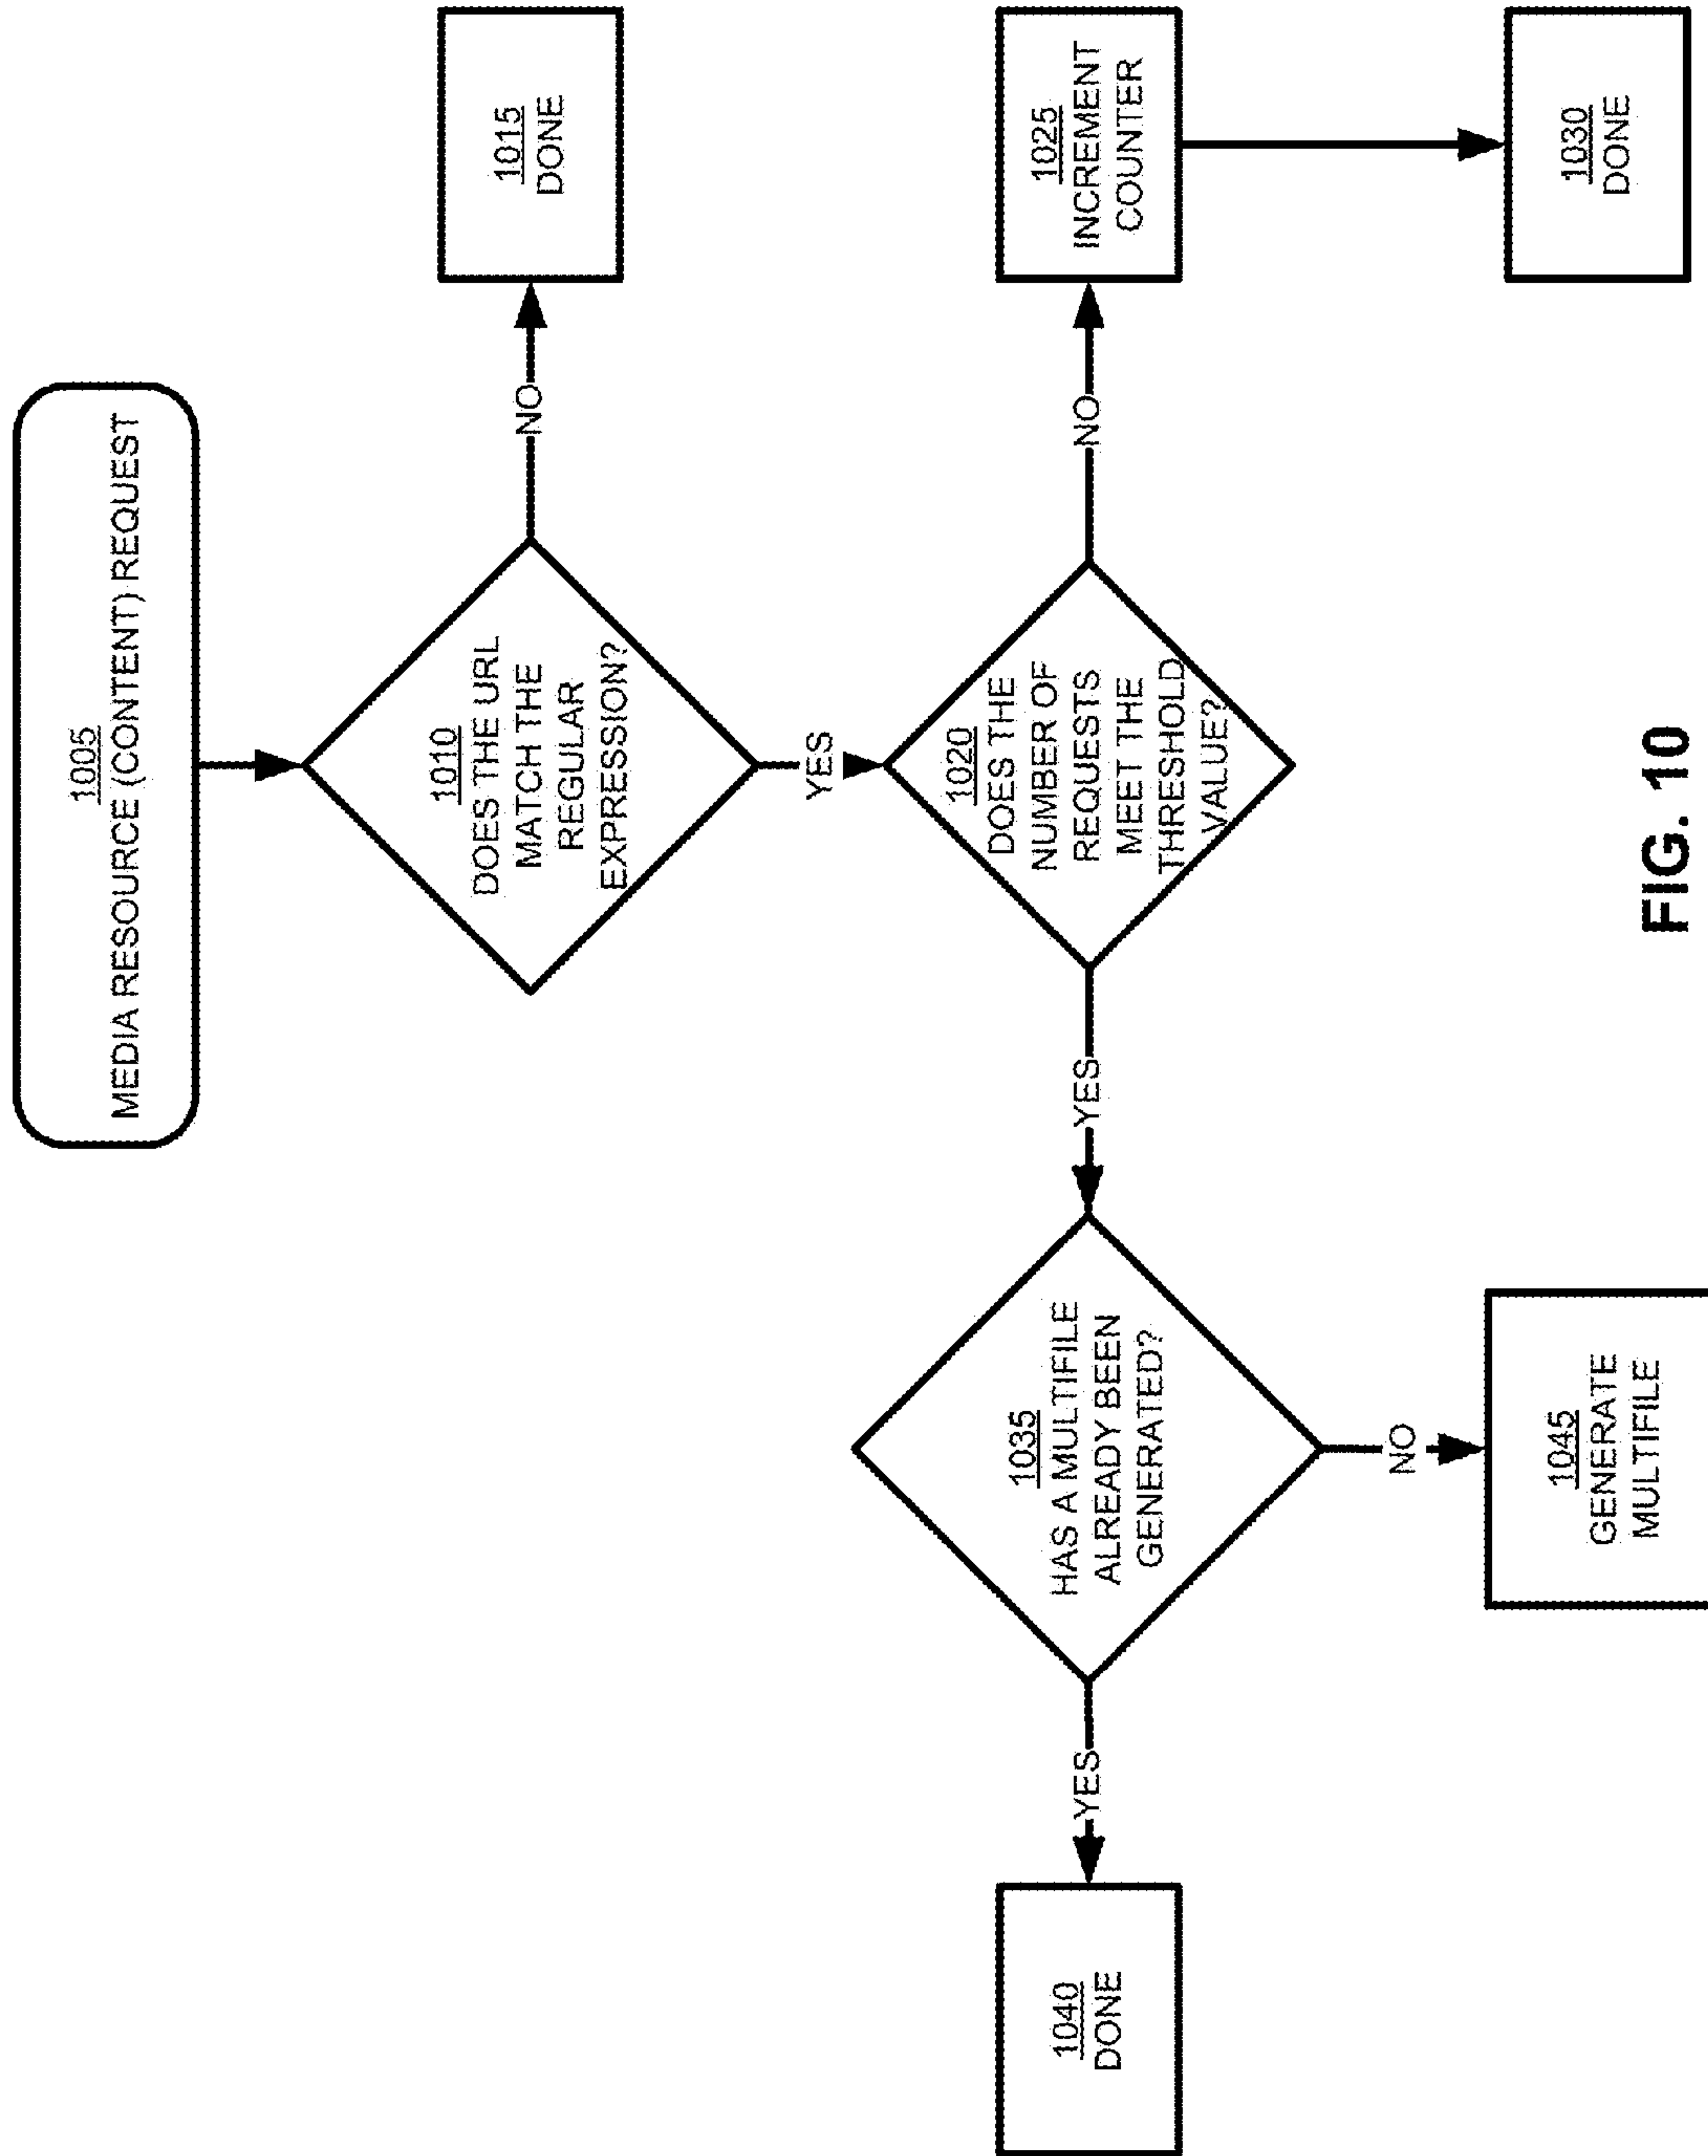 1005
MEDIA RESOURCE (CONTENT) REQUEST
1010
DOES THE URL
MATCH THE
REGULAR
EXPRESSION?
NO
1015
DONE
YES
1020
DOES THE
NUMBER OF
REQUESTS
MEET THE
THRESHOLD
VALUE?
NO
1025
INCREMENT
COUNTER
1030
DONE
YES
1035
HAS A MULTIFILE
ALREADY BEEN
GENERATED?
YES
1040
DONE
NO
1045
GENERATE
MULTIFILE
FIG. 10